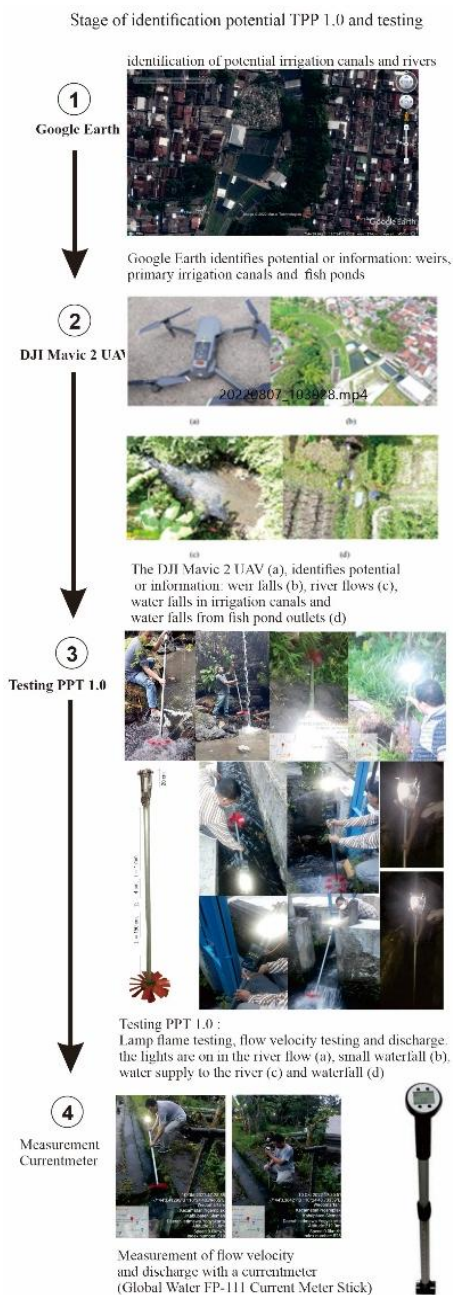 Stage of identification potential TPP 1.0 and testing
identification of potential irrigation canals and rivers
1
Google Earth
Google Earth
Google Earth identifies potential or information: weirs,
primary irrigation canals and fish ponds
2
DJI Mavic 2 UAV
20220807_103828.mp4
(a)
(b)
(c)
(d)
The DJI Mavic 2 UAV (a), identifies potential
or information: weir falls (b), river flows (c),
water falls in irrigation canals and
water falls from fish pond outlets (d)
3
Testing PPT 1.0
Testing PPT 1.0 :
Lamp flame testing, flow velocity testing and discharge.
the lights are on in the river flow (a), small waterfall (b),
water supply to the river (c) and waterfall (d)
4
Measurement
Currentmeter
Measurement of flow velocity
and discharge with a currentmeter
(Global Water FP-111 Current Meter Stick)